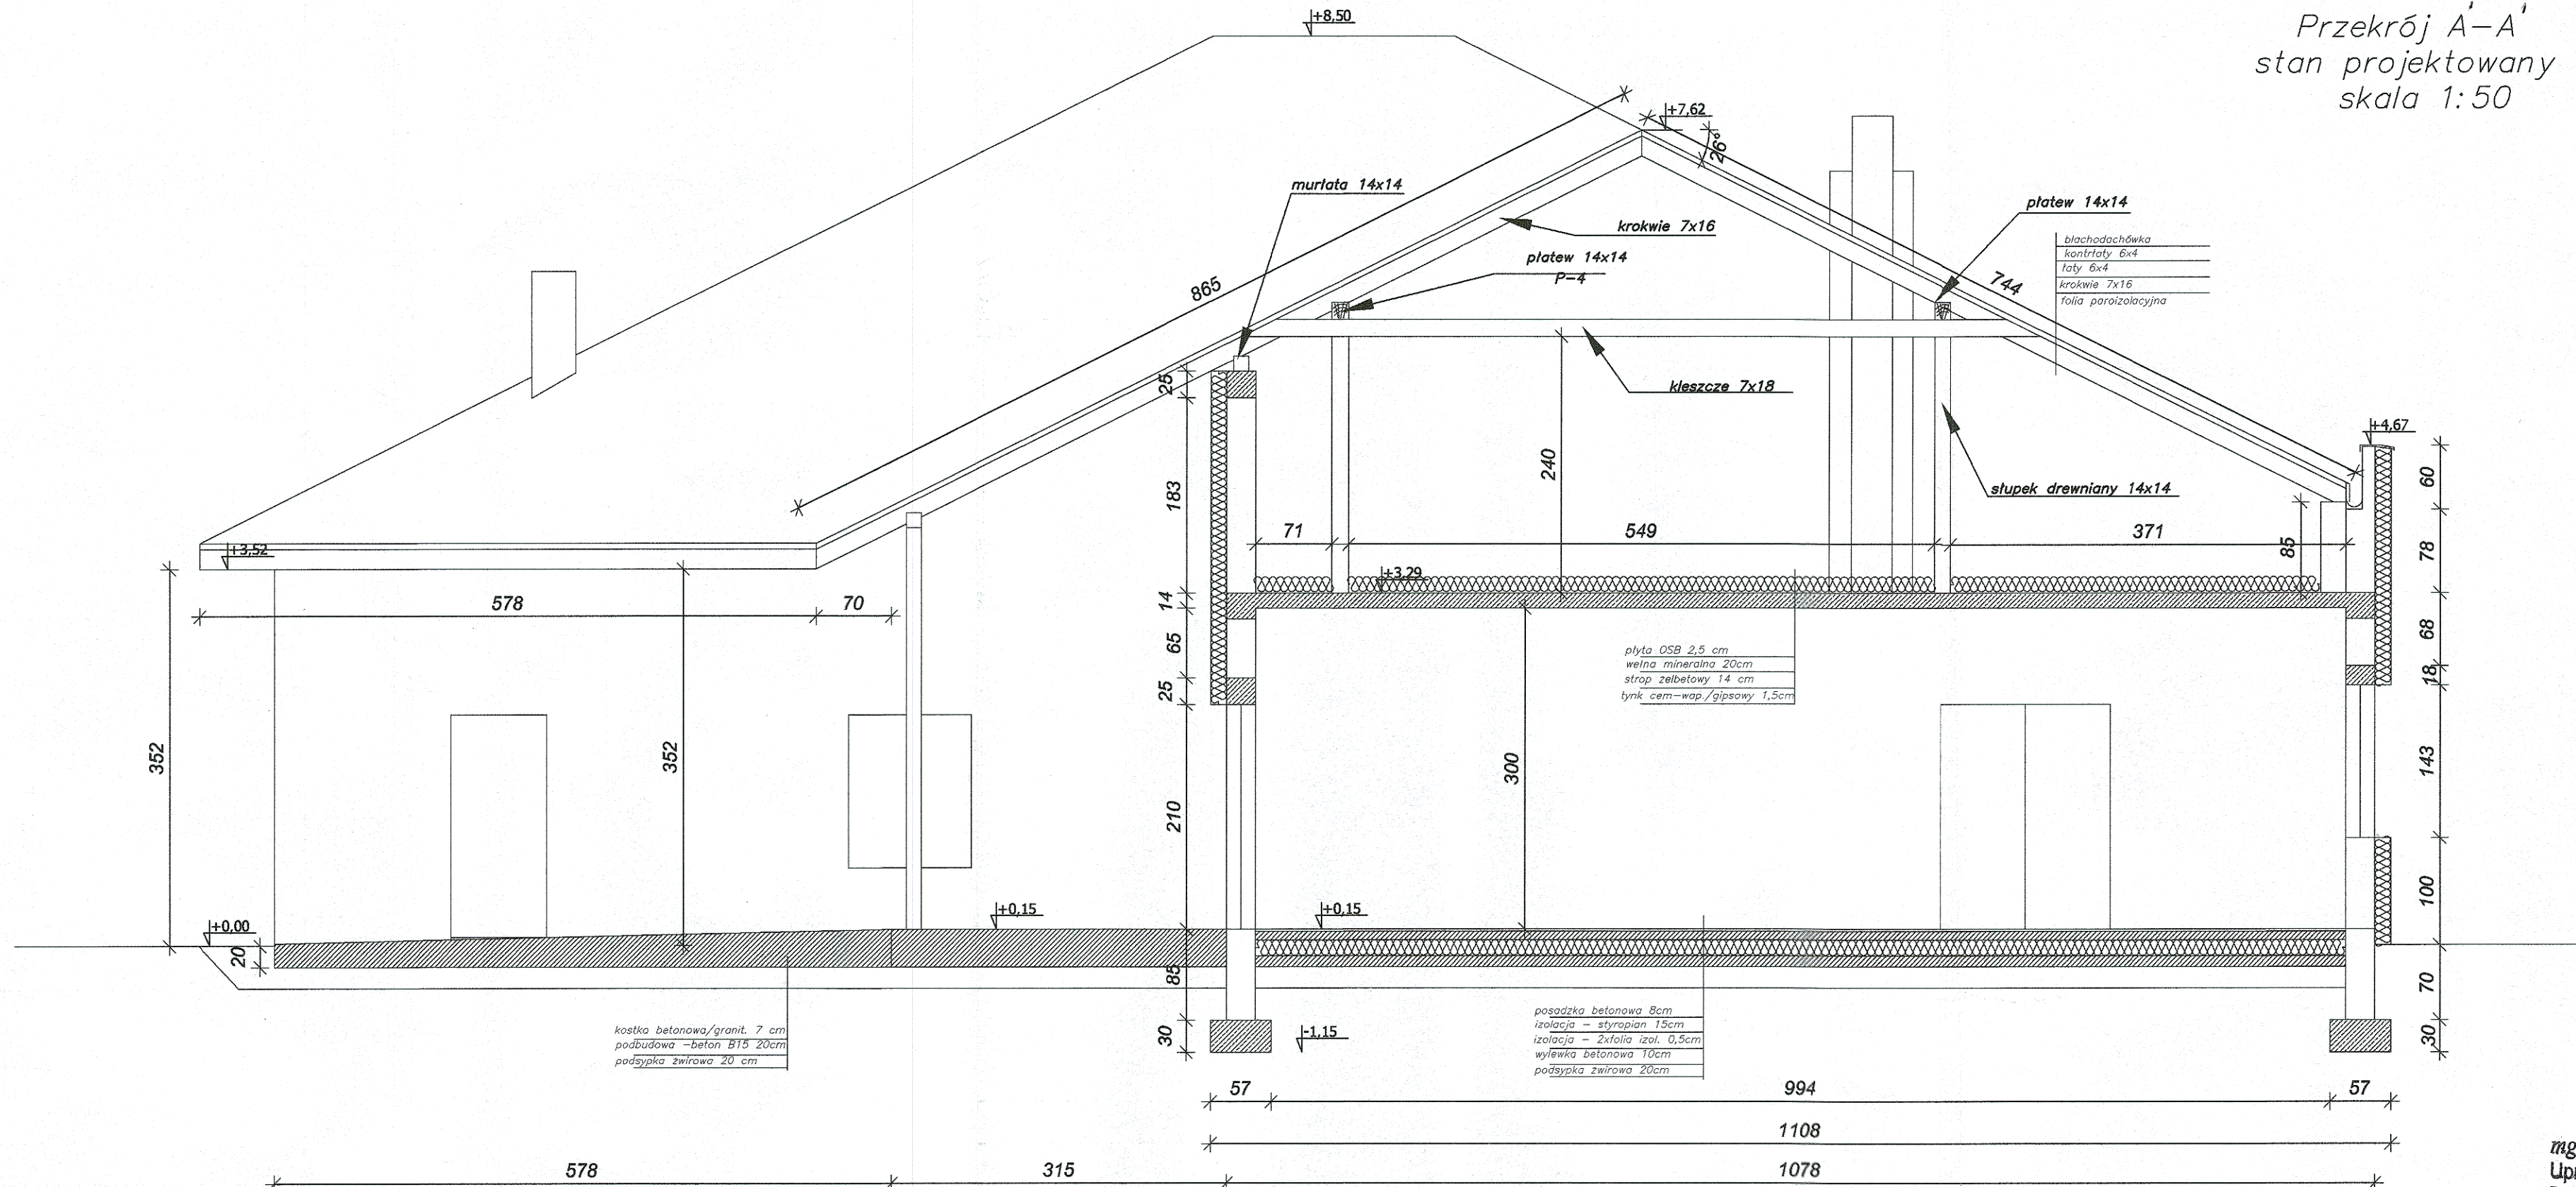 +8,50
Przekrój A'-A'
stan projektowany
skala 1:50
+7,62
26°
murłata 14x14
krokwie 7x16
płatew 14x14
P-4
płatew 14x14
blachodachówka
kontrłaty 6x4
łaty 6x4
krokwie 7x16
folia paroizolacyjna
865
744
kleszcze 7x18
słupek drewniany 14x14
+4,67
25
183
240
60
71
549
371
85
78
+3,52
+3,29
578
70
14
65
25
68
18
płyta OSB 2,5 cm
wełna mineralna 20cm
strop żelbetowy 14 cm
tynk cem-wap./gipsowy 1,5cm
352
352
210
300
143
100
+0,00
+0,15
+0,15
20
85
70
30
-1,15
30
kostka betonowa/granit. 7 cm
podbudowa -beton B15 20cm
podsypka żwirowa 20 cm
posadzka betonowa 8cm
izolacja - styropian 15cm
izolacja - 2xfolia izol. 0,5cm
wylewka betonowa 10cm
podsypka żwirowa 20cm
57
994
57
1108
578
315
1078
mg
Upr